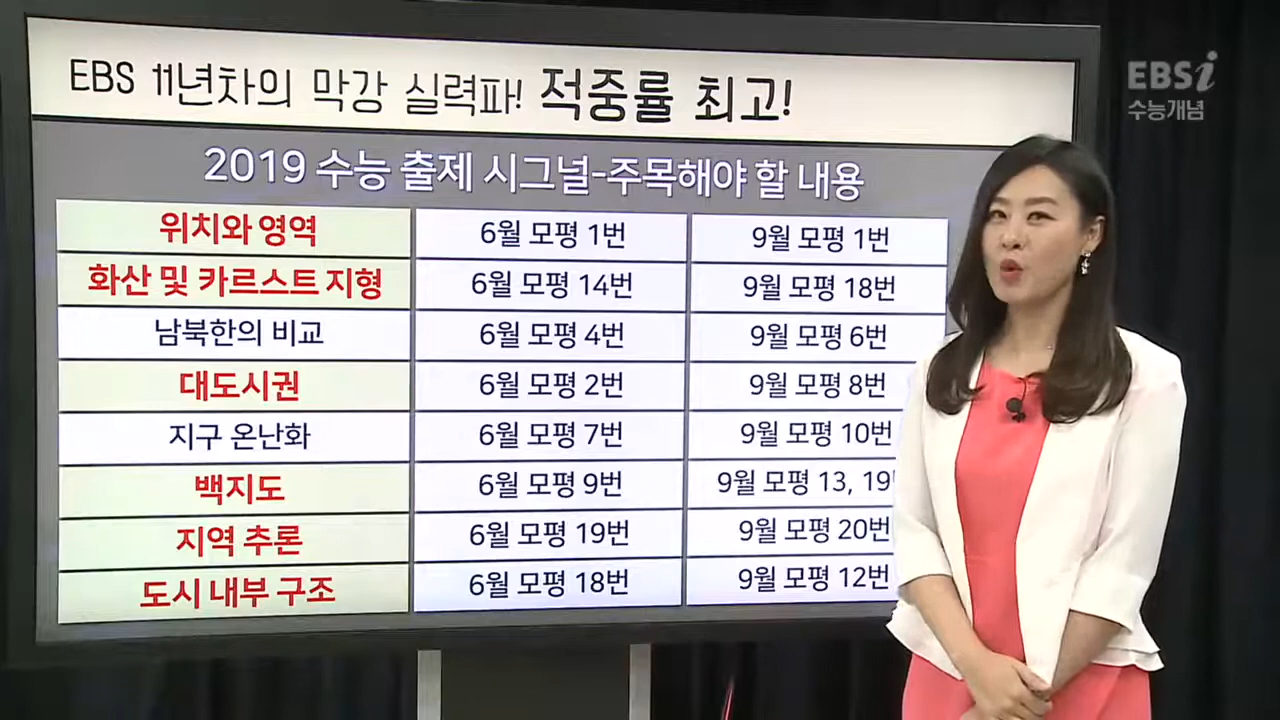 EBS 11년차의 막강 실력파! 적중률 최고!
EBSi
수능개념
2019 수능 출제 시그널-주목해야 할 내용
위치와 영역 6월 모평 1번 9월 모평 1번
화산 및 카르스트 지형 6월 모평 14번 9월 모평 18번
남북한의 비교 6월 모평 4번 9월 모평 6번
대도시권 6월 모평 2번 9월 모평 8번
지구 온난화 6월 모평 7번 9월 모평 10번
백지도 6월 모평 9번 9월 모평 13, 19
지역 추론 6월 모평 19번 9월 모평 20번
도시 내부 구조 6월 모평 18번 9월 모평 12번